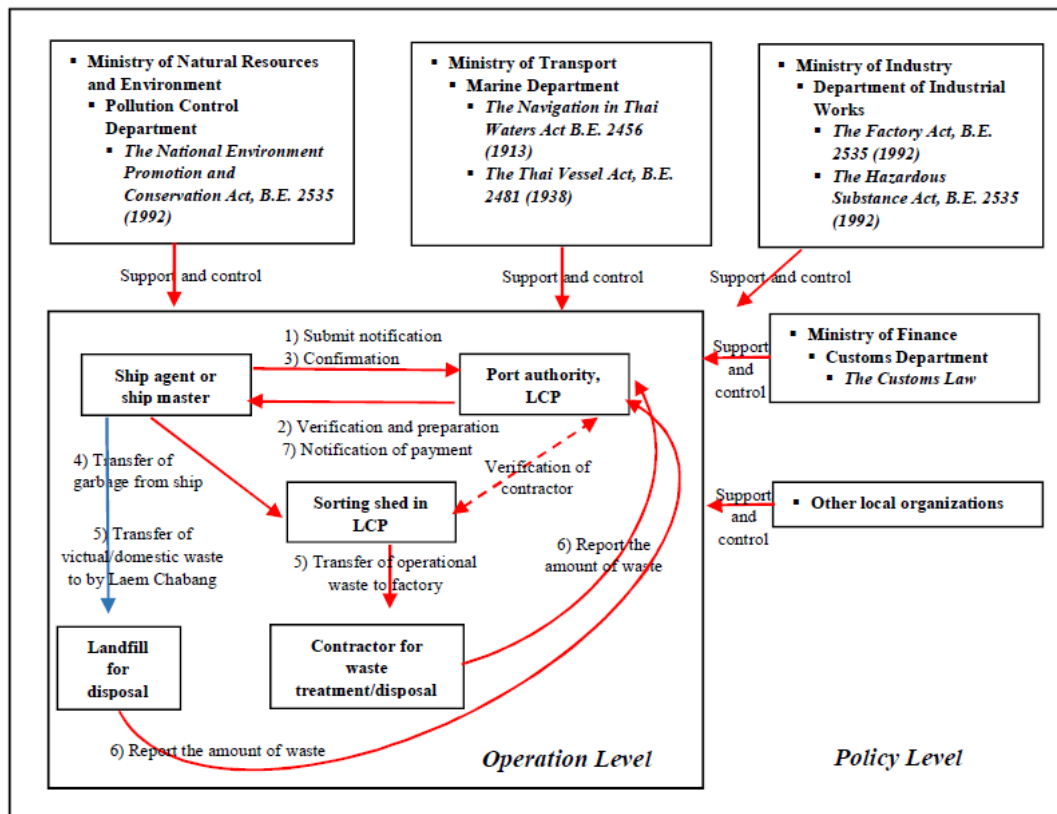 ▪ Ministry of Natural Resources
and Environment
▪ Pollution Control
Department
▪ The National Environment
Promotion and
Conservation Act, B.E. 2535
(1992)
▪ Ministry of Transport
▪ Marine Department
▪ The Navigation in Thai
Waters Act B.E. 2456
(1913)
▪ The Thai Vessel Act, B.E.
2481 (1938)
▪ Ministry of Industry
▪ Department of Industrial
Works
▪ The Factory Act, B.E.
2535 (1992)
▪ The Hazardous
Substance Act, B.E. 2535
(1992)
Support and control
Support and control
Support and control
▪ Ministry of Finance
▪ Customs Department
▪ The Customs Law
Support
and
control
▪ Other local organizations
Support
and
control
1) Submit notification
3) Confirmation
Ship agent or
ship master
Port authority,
LCP
2) Verification and preparation
7) Notification of payment
4) Transfer of
garbage from ship
Verification of
contractor
Sorting shed in
LCP
5) Transfer of
victual/domestic waste
to by Laem Chabang
5) Transfer of operational
waste to factory
6) Report the
amount of waste
Landfill
for
disposal
Contractor for
waste
treatment/disposal
6) Report the amount of waste
Operation Level
Policy Level